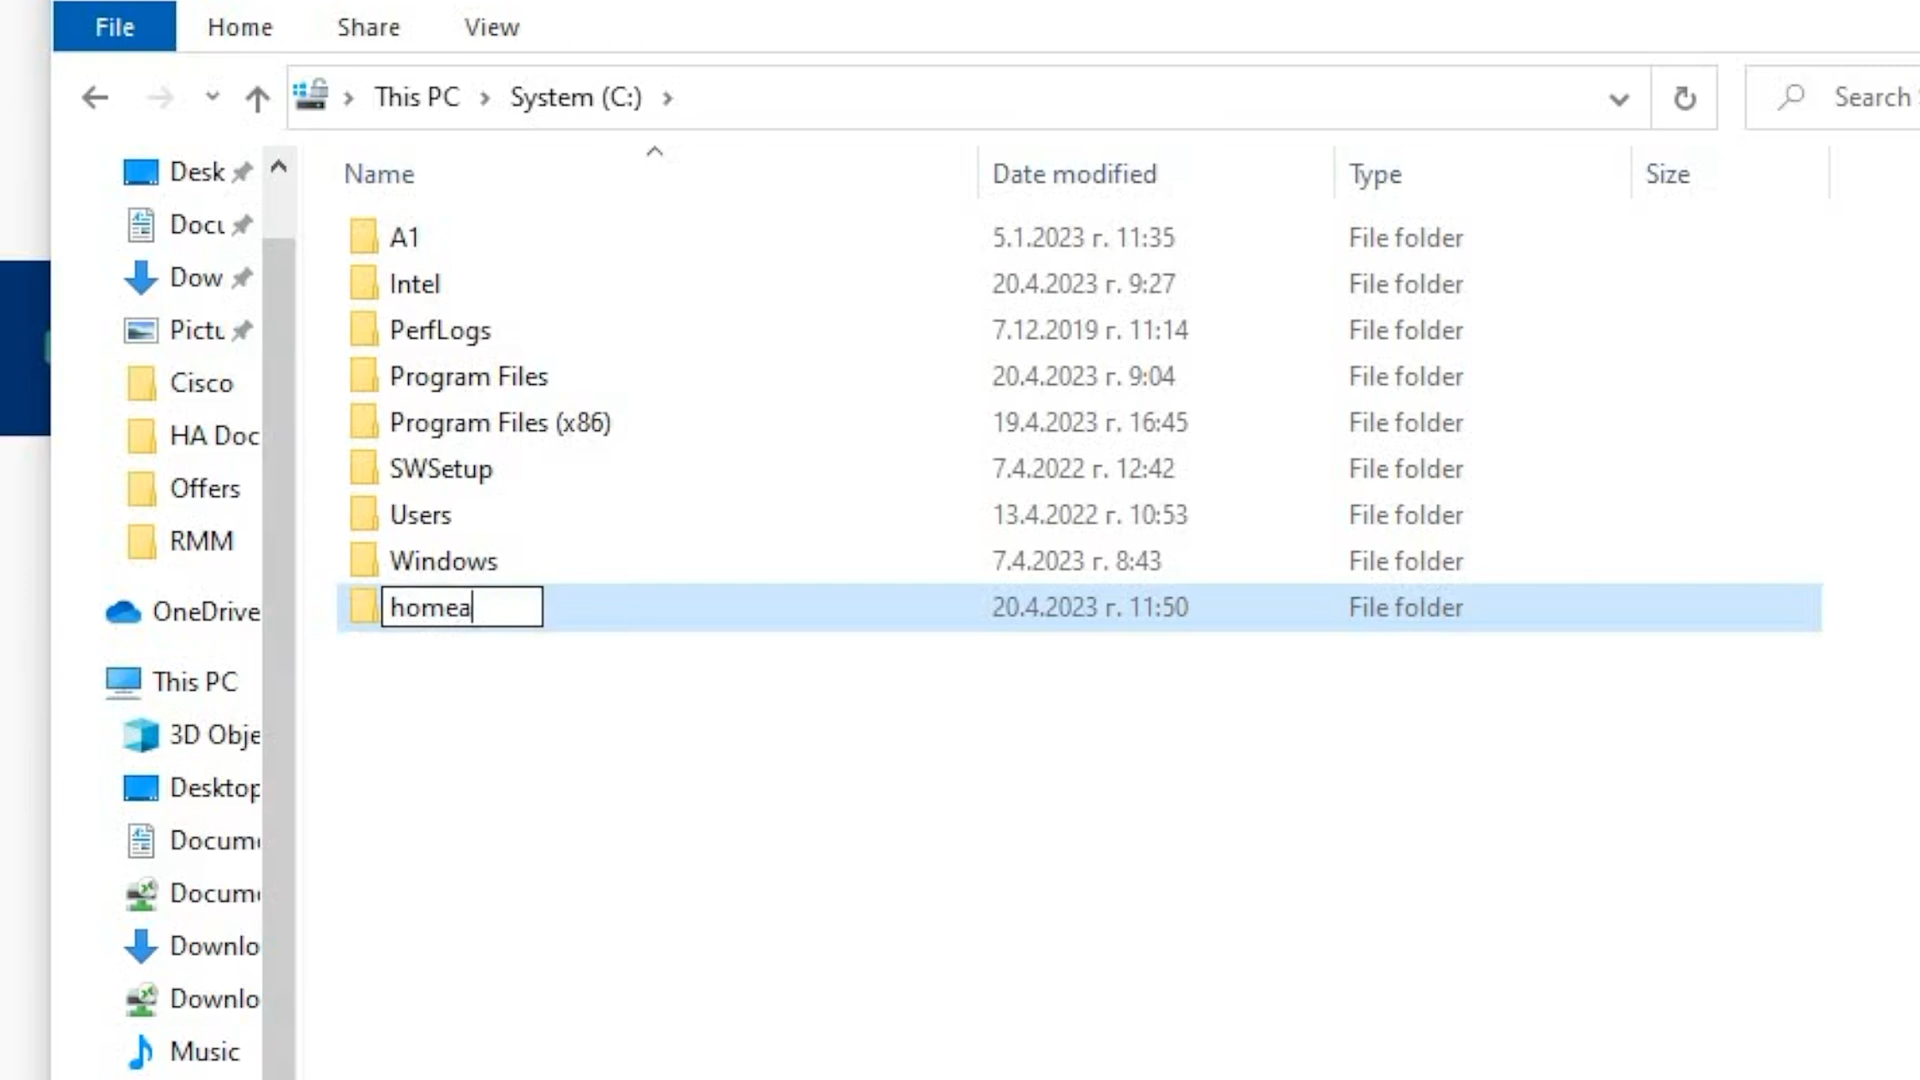 File Home Share View
This PC System (C:) Search
Name Date modified Type Size
Desk
Docu
Dow
Pictu
Cisco
HA Doc
Offers
RMM
OneDrive
This PC
3D Obje
Desktop
Docum
Docum
Downlo
Downlo
Music
A1 5.1.2023 г. 11:35 File folder
Intel 20.4.2023 г. 9:27 File folder
PerfLogs 7.12.2019 г. 11:14 File folder
Program Files 20.4.2023 г. 9:04 File folder
Program Files (x86) 19.4.2023 г. 16:45 File folder
SWSetup 7.4.2022 г. 12:42 File folder
Users 13.4.2022 г. 10:53 File folder
Windows 7.4.2023 г. 8:43 File folder
homea 20.4.2023 г. 11:50 File folder